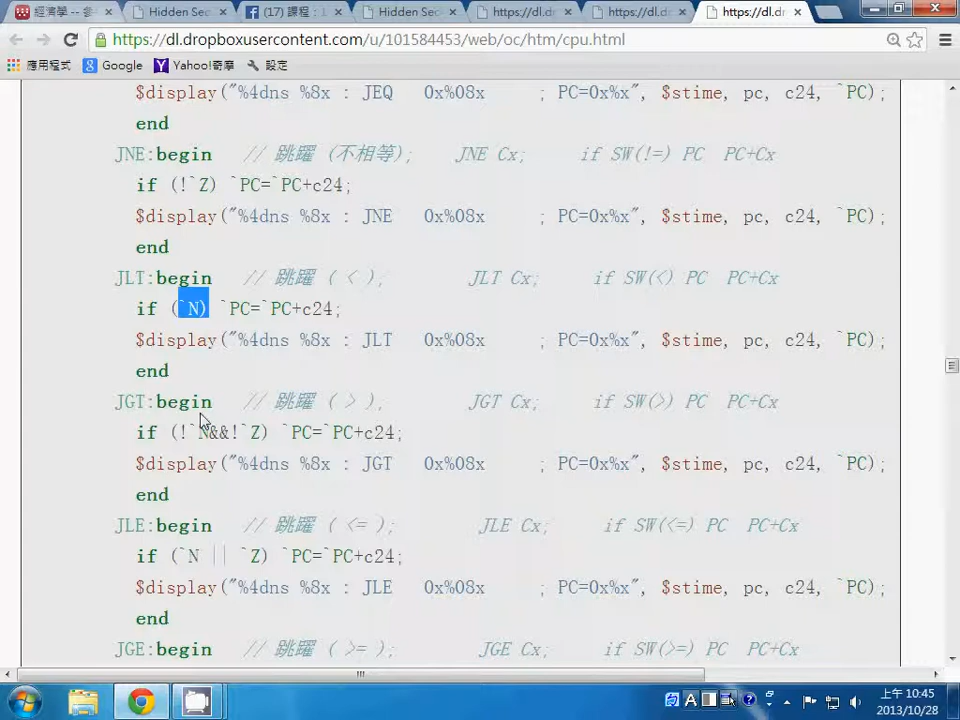 經濟學 -- 參
Hidden Sec
(17) 課程：1
Hidden Sec
https://dl.d
https://dl.d
https://dl.d
https://dl.dropboxusercontent.com/u/101584453/web/oc/htm/cpu.html
應用程式 Google Yahoo!奇摩 設定
$display("%4dns %8x : JEQ 0x%08x ; PC=0x%x", $stime, pc, c24, `PC);
end
JNE:begin // 跳躍 (不相等); JNE Cx; if SW(!=) PC PC+Cx
if (!`Z) `PC=`PC+c24;
$display("%4dns %8x : JNE 0x%08x ; PC=0x%x", $stime, pc, c24, `PC);
end
JLT:begin // 跳躍 ( < ); JLT Cx; if SW(<) PC PC+Cx
if (`N) `PC=`PC+c24;
$display("%4dns %8x : JLT 0x%08x ; PC=0x%x", $stime, pc, c24, `PC);
end
JGT:begin // 跳躍 ( > ); JGT Cx; if SW(>) PC PC+Cx
if (!`N&&!`Z) `PC=`PC+c24;
$display("%4dns %8x : JGT 0x%08x ; PC=0x%x", $stime, pc, c24, `PC);
end
JLE:begin // 跳躍 ( <= ); JLE Cx; if SW(<=) PC PC+Cx
if (`N || `Z) `PC=`PC+c24;
$display("%4dns %8x : JLE 0x%08x ; PC=0x%x", $stime, pc, c24, `PC);
end
JGE:begin // 跳躍 ( >= ); JGE Cx; if SW(>=) PC PC+Cx
上午 10:45
2013/10/28